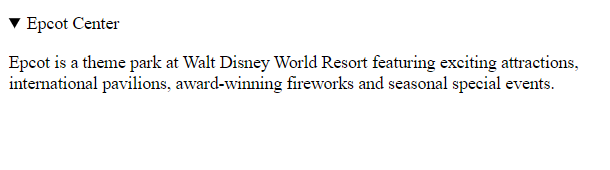 ▼ Epcot Center
Epcot is a theme park at Walt Disney World Resort featuring exciting attractions,
international pavilions, award-winning fireworks and seasonal special events.